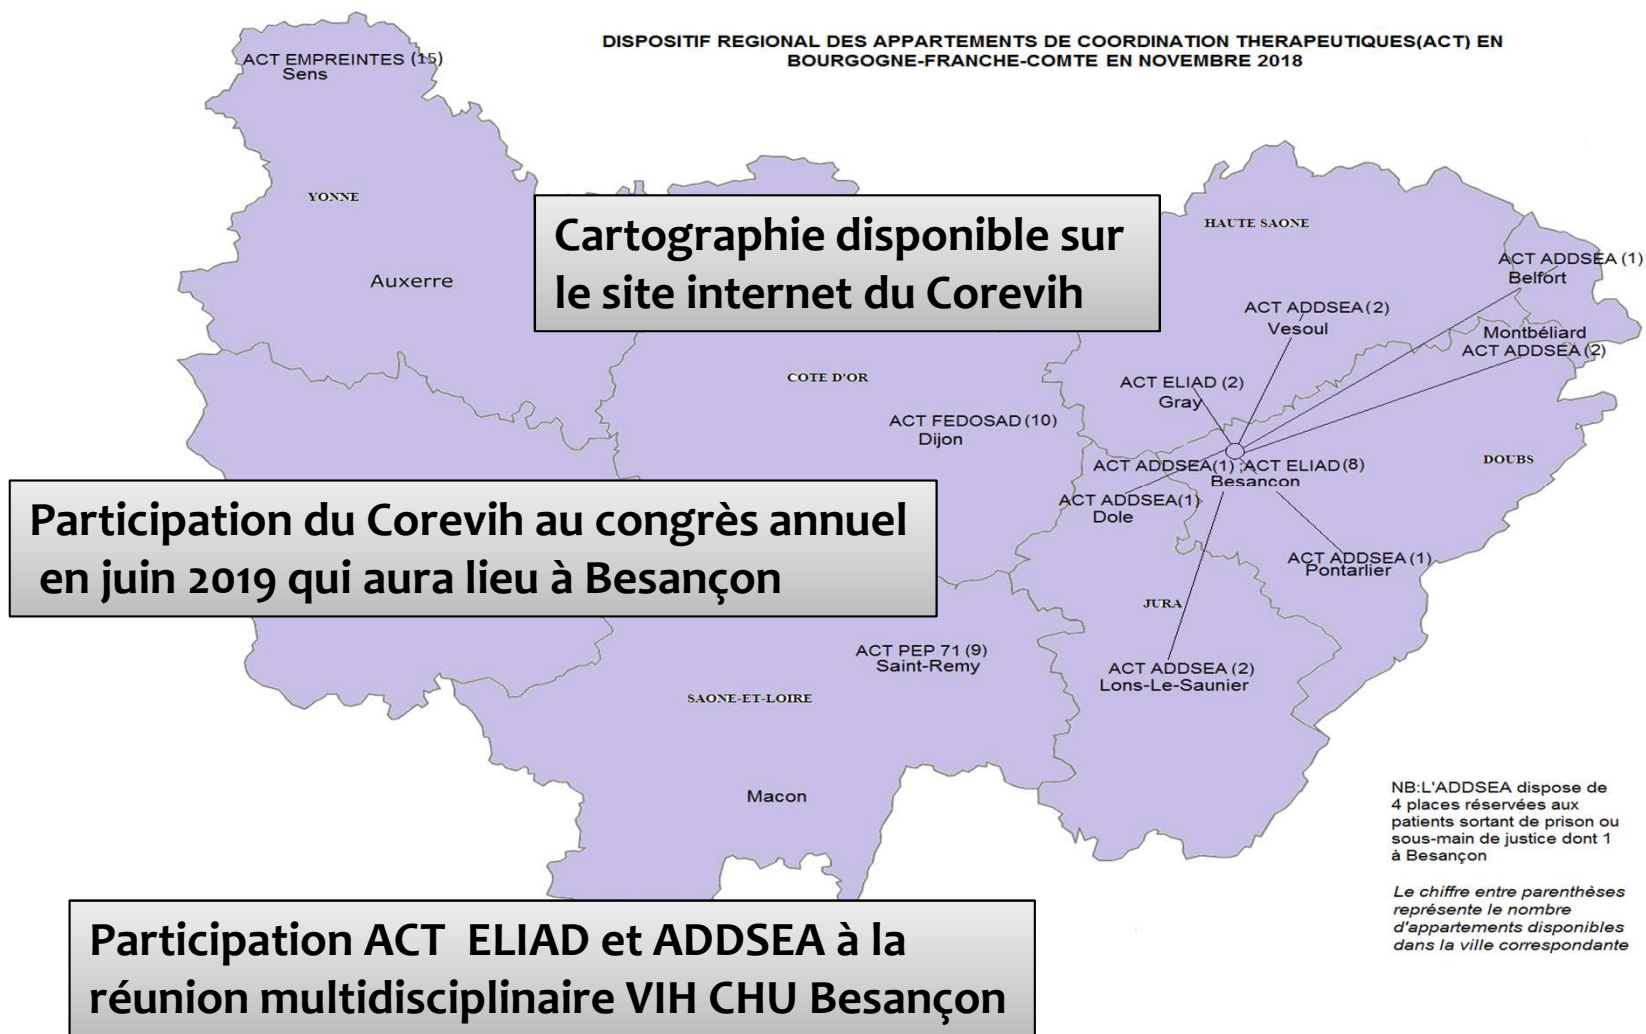 DISPOSITIF REGIONAL DES APPARTEMENTS DE COORDINATION THERAPEUTIQUES(ACT) EN
BOURGOGNE-FRANCHE-COMTE EN NOVEMBRE 2018
ACT EMPREINTES (15)
Sens
YONNE
Auxerre
Cartographie disponible sur
le site internet du Corevih
HAUTE SAONE
ACT ADDSEA (1)
Belfort
ACT ADDSEA (2)
Vesoul
Montbéliard
ACT ADDSEA (2)
COTE D'OR
ACT ELIAD (2)
Gray
ACT FEDOSAD (10)
Dijon
DOUBS
ACT ADDSEA(1) ;ACT ELIAD(8)
Besancon
ACT ADDSEA(1)
Dole
Participation du Corevih au congrès annuel
en juin 2019 qui aura lieu à Besançon
ACT ADDSEA (1)
Pontarlier
JURA
ACT PEP 71 (9)
Saint-Remy
ACT ADDSEA (2)
Lons-Le-Saunier
SAONE-ET-LOIRE
Macon
NB:L'ADDSEA dispose de
4 places réservées aux
patients sortant de prison ou
sous-main de justice dont 1
à Besançon
Le chiffre entre parenthèses
représente le nombre
d'appartements disponibles
dans la ville correspondante
Participation ACT ELIAD et ADDSEA à la
réunion multidisciplinaire VIH CHU Besançon